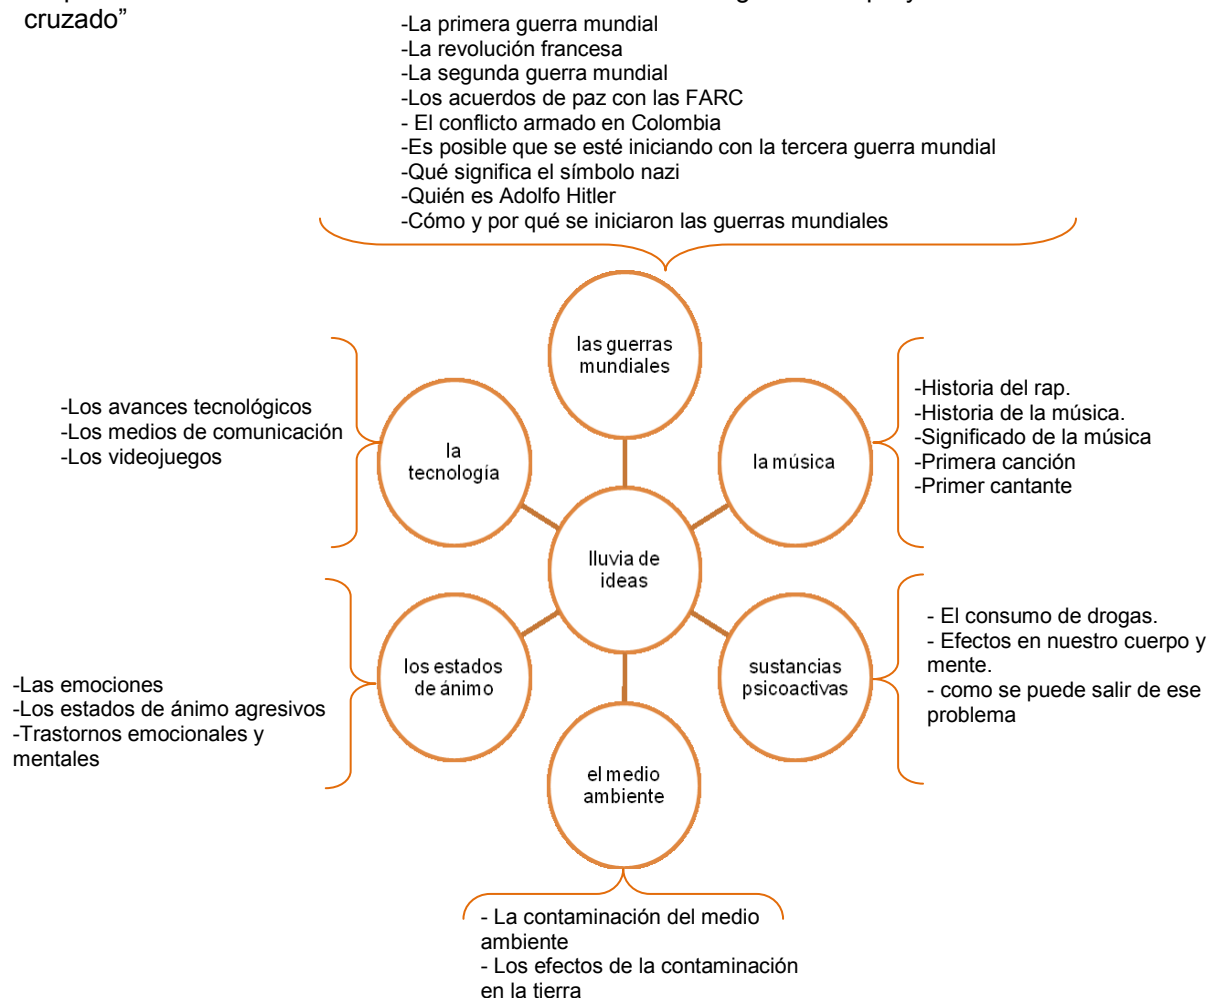 cruzado”
-La primera guerra mundial
-La revolución francesa
-La segunda guerra mundial
-Los acuerdos de paz con las FARC
- El conflicto armado en Colombia
-Es posible que se esté iniciando con la tercera guerra mundial
-Qué significa el símbolo nazi
-Quién es Adolfo Hitler
-Cómo y por qué se iniciaron las guerras mundiales
las guerras
mundiales
-Los avances tecnológicos
-Los medios de comunicación
-Los videojuegos
la
tecnología
la música
-Historia del rap.
-Historia de la música.
-Significado de la música
-Primera canción
-Primer cantante
lluvia de
ideas
-Las emociones
-Los estados de ánimo agresivos
-Trastornos emocionales y
mentales
los estados
de ánimo
sustancias
psicoactivas
- El consumo de drogas.
- Efectos en nuestro cuerpo y
mente.
- como se puede salir de ese
problema
el medio
ambiente
- La contaminación del medio
ambiente
- Los efectos de la contaminación
en la tierra